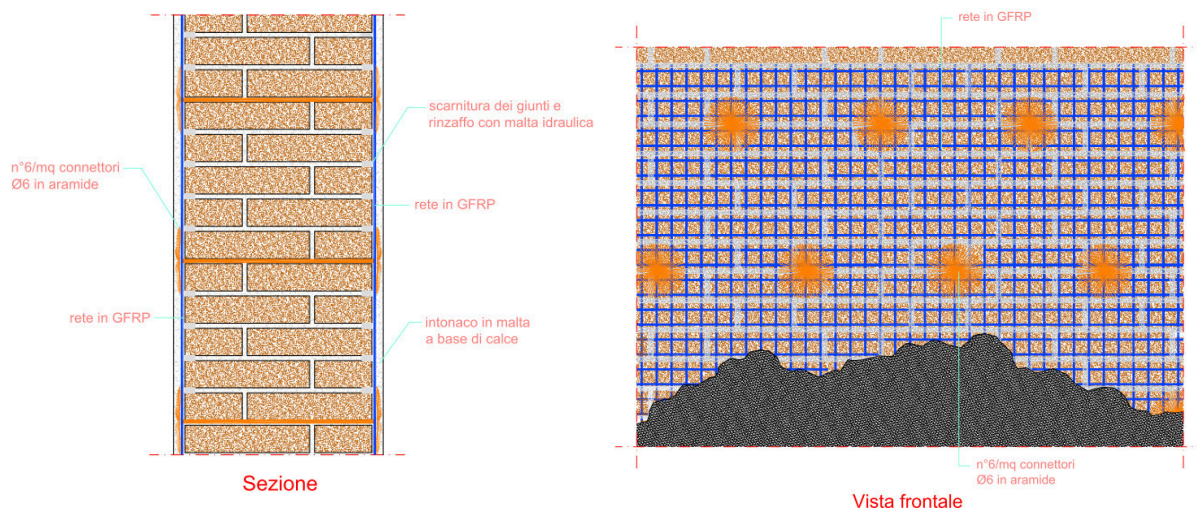 scarnitura dei giunti e
rinzaffo con malta idraulica
n°6/mq connettori
Ø6 in aramide
rete in GFRP
rete in GFRP
intonaco in malta
a base di calce
Sezione
rete in GFRP
n°6/mq connettori
Ø6 in aramide
Vista frontale